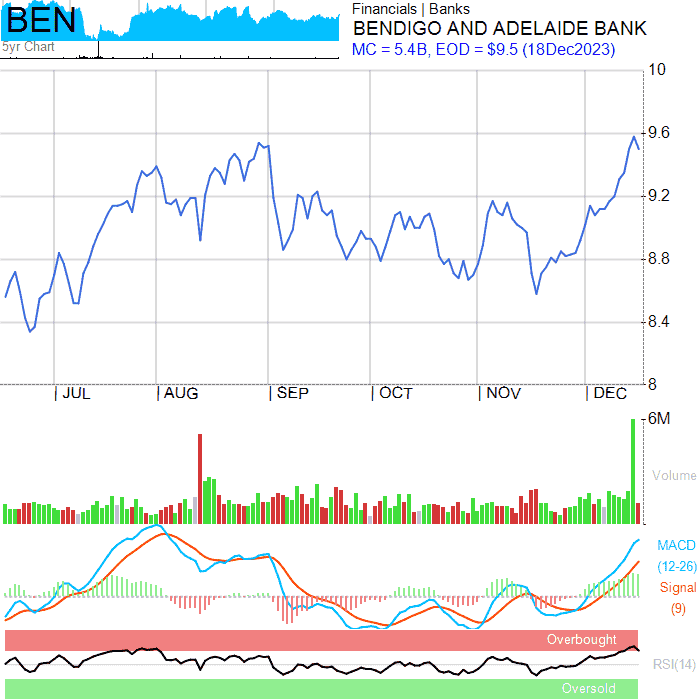 BEN
5yr Chart
Financials | Banks
BENDIGO AND ADELAIDE BANK
MC = 5.4B, EOD = $9.5 (18Dec2023)
10
9.6
9.2
8.8
8.4
8
| JUL | AUG | SEP | OCT | NOV | DEC
6M
Volume
MACD
(12-26)
Signal
(9)
Overbought
RSI(14)
Oversold